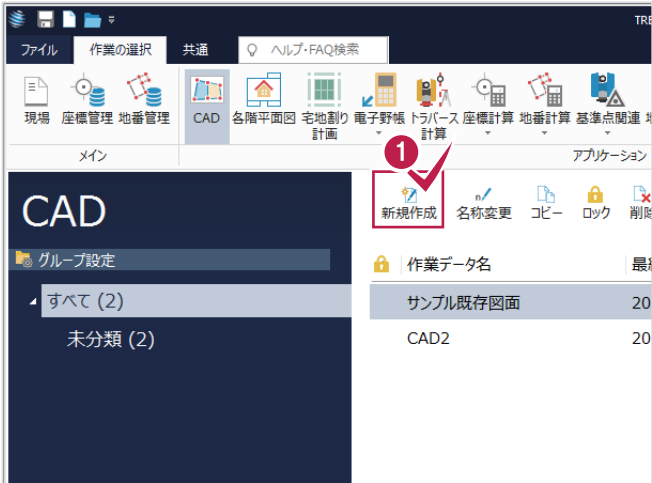 TRE
ファイル 作業の選択 共通 ヘルプ・FAQ検索
現場 座標管理 地番管理 CAD 各階平面図 宅地割り計画 電子野帳 トラバース計算 座標計算 地番計算 基準点関連
メイン アプリケーション
1
CAD
新規作成 名称変更 コピー ロック 削除
グループ設定
作業データ名 最
すべて (2)
サンプル既存図面 20
未分類 (2)
CAD2 20